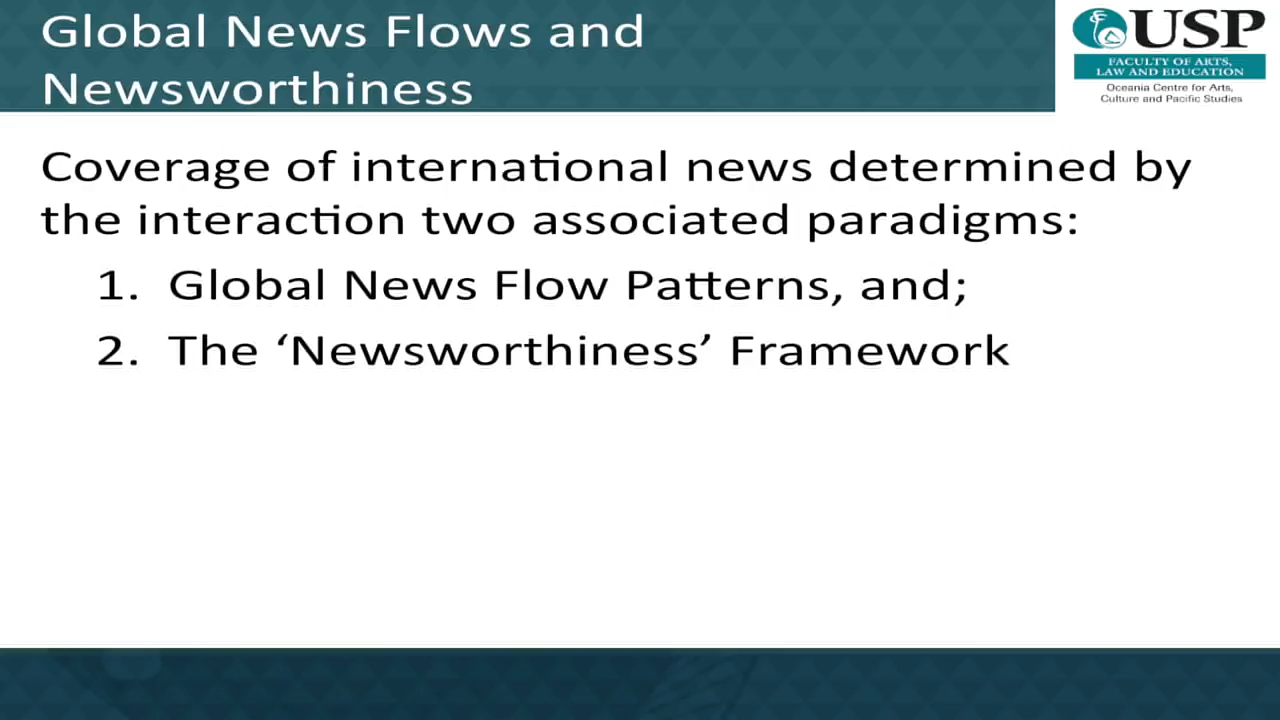 Global News Flows and
Newsworthiness
USP
FACULTY OF ARTS,
LAW AND EDUCATION
Oceania Centre for Arts,
Culture and Pacific Studies
Coverage of international news determined by
the interaction two associated paradigms:
1. Global News Flow Patterns, and;
2. The ‘Newsworthiness’ Framework